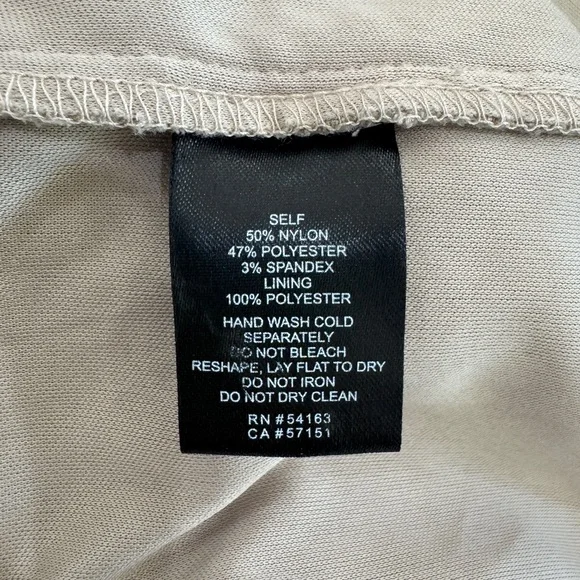 SELF
50% NYLON
47% POLYESTER
3% SPANDEX
LINING
100% POLYESTER
HAND WASH COLD
SEPARATELY
DO NOT BLEACH
RESHAPE, LAY FLAT TO DRY
DO NOT IRON
DO NOT DRY CLEAN
RN #54163
CA #57151